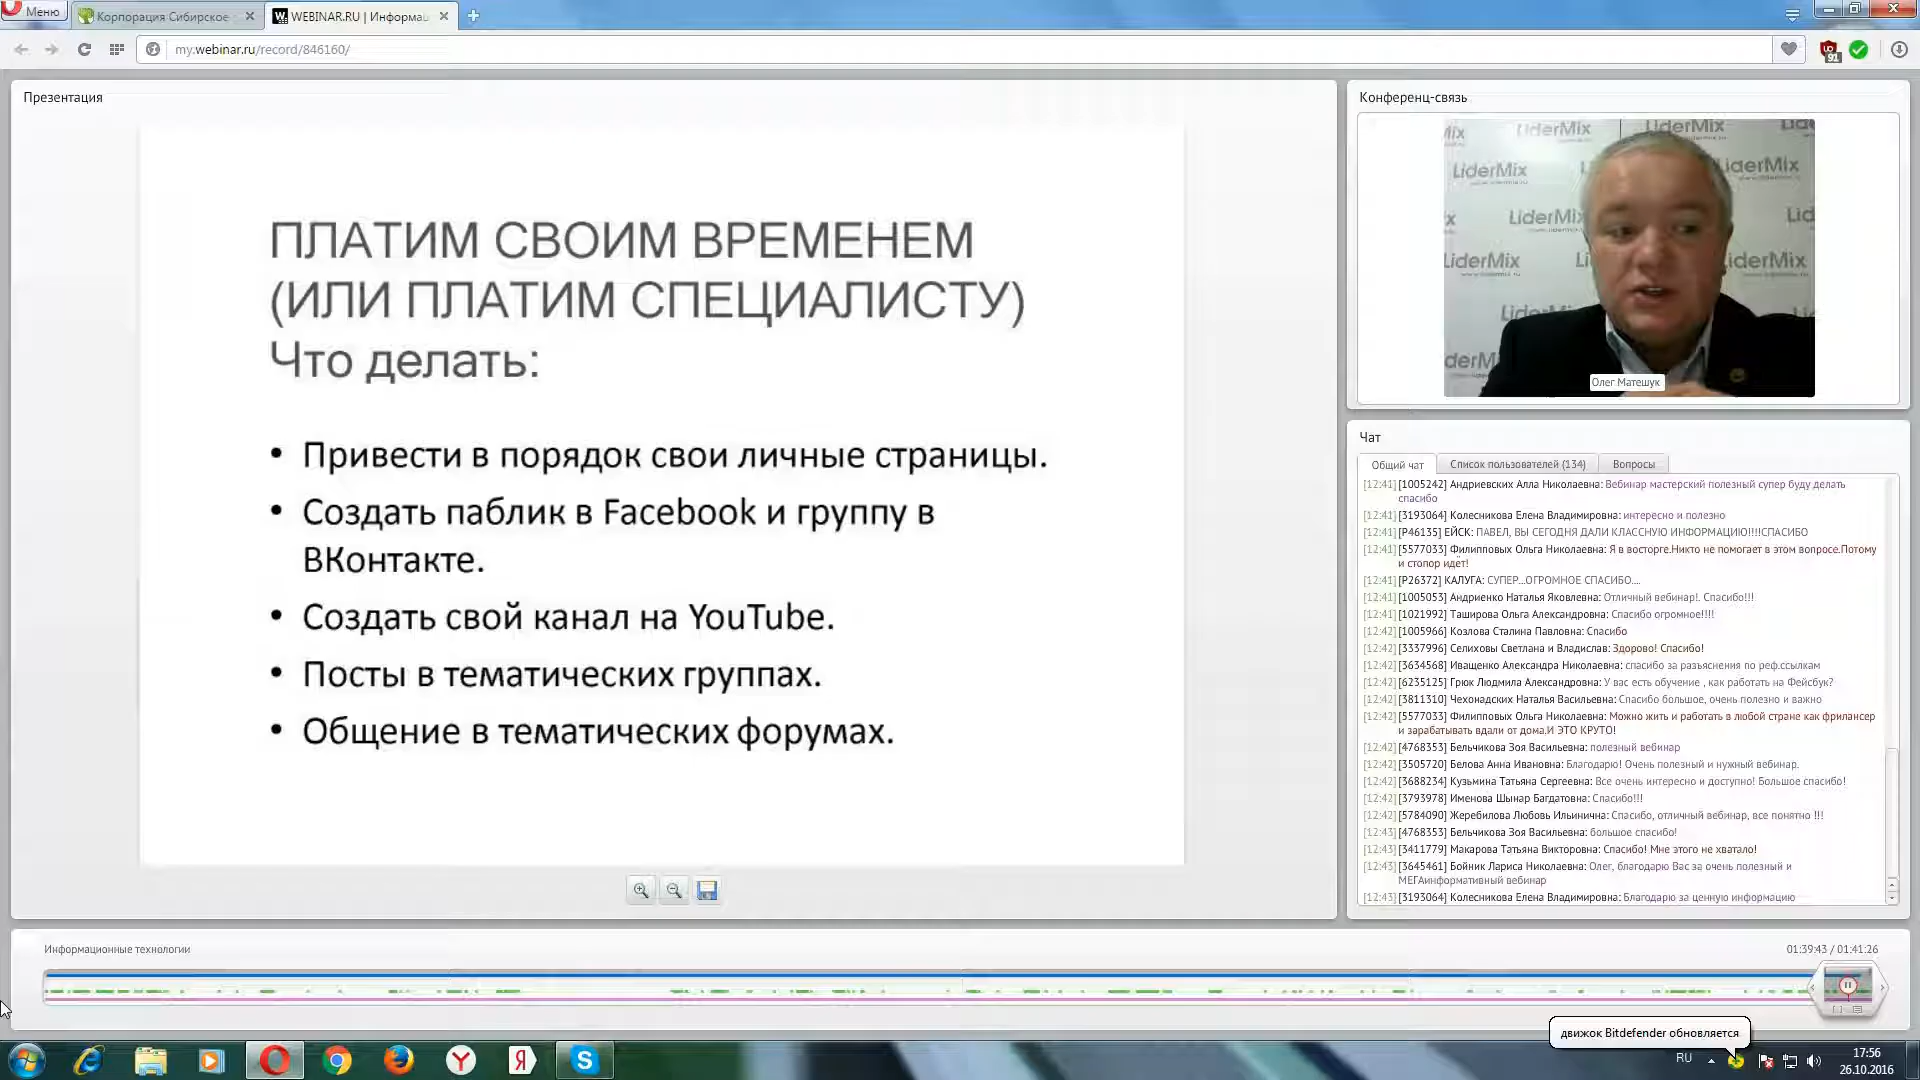 Меню
Корпорация Сибирское
WEBINAR.RU | Информац
my.webinar.ru/record/846160/
91
Презентация
ПЛАТИМ СВОИМ ВРЕМЕНЕМ
(ИЛИ ПЛАТИМ СПЕЦИАЛИСТУ)
Что делать:
• Привести в порядок свои личные страницы.
• Создать паблик в Facebook и группу в
ВКонтакте.
• Создать свой канал на YouTube.
• Посты в тематических группах.
• Общение в тематических форумах.
Конференц-связь
LiderMix
Олег Матешук
Чат
Общий чат
Список пользователей (134)
Вопросы
[12:41] [1005242] Андриевских Алла Николаевна: Вебинар мастерский полезный супер буду делать
спасибо
[12:41] [3193064] Колесникова Елена Владимировна: интересно и полезно
[12:41] [P46135] ЕЙСК: ПАВЕЛ, ВЫ СЕГОДНЯ ДАЛИ КЛАССНУЮ ИНФОРМАЦИЮ!!!!СПАСИБО
[12:41] [5577033] Филипповых Ольга Николаевна: Я в восторге.Никто не помогает в этом вопросе.Потому
и стопор идёт!
[12:41] [P26372] КАЛУГА: СУПЕР...ОГРОМНОЕ СПАСИБО....
[12:41] [1005053] Андриенко Наталья Яковлевна: Отличный вебинар!. Спасибо!!!
[12:41] [1021992] Таширова Ольга Александровна: Спасибо огромное!!!!
[12:42] [1005966] Козлова Сталина Павловна: Спасибо
[12:42] [3337996] Селиховы Светлана и Владислав: Здорово! Спасибо!
[12:42] [3634568] Иващенко Александра Николаевна: спасибо за разъяснения по реф.ссылкам
[12:42] [6235125] Грюк Людмила Александровна: У вас есть обучение , как работать на Фейсбук?
[12:42] [3811310] Чехонадских Наталья Васильевна: Спасибо большое, очень полезно и важно
[12:42] [5577033] Филипповых Ольга Николаевна: Можно жить и работать в любой стране как фрилансер
и зарабатывать вдали от дома.И ЭТО КРУТО!
[12:42] [4768353] Бельчикова Зоя Васильевна: полезный вебинар
[12:42] [3505720] Белова Анна Ивановна: Благодарю! Очень полезный и нужный вебинар.
[12:42] [3688234] Кузьмина Татьяна Сергеевна: Все очень интересно и доступно! Большое спасибо!
[12:42] [3793978] Именова Шынар Багдатовна: Спасибо!!!
[12:42] [5784090] Жеребилова Любовь Ильинична: Спасибо, отличный вебинар, все понятно !!!
[12:43] [4768353] Бельчикова Зоя Васильевна: большое спасибо!
[12:43] [3411779] Макарова Татьяна Викторовна: Спасибо! Мне этого не хватало!
[12:43] [3645461] Бойник Лариса Николаевна: Олег, благодарю Вас за очень полезный и
МЕГАинформативный вебинар
[12:43] [3193064] Колесникова Елена Владимировна: Благодарю за ценную информацию
Информационные технологии
01:39:43 / 01:41:26
движок Bitdefender обновляется
RU
17:56
26.10.2016